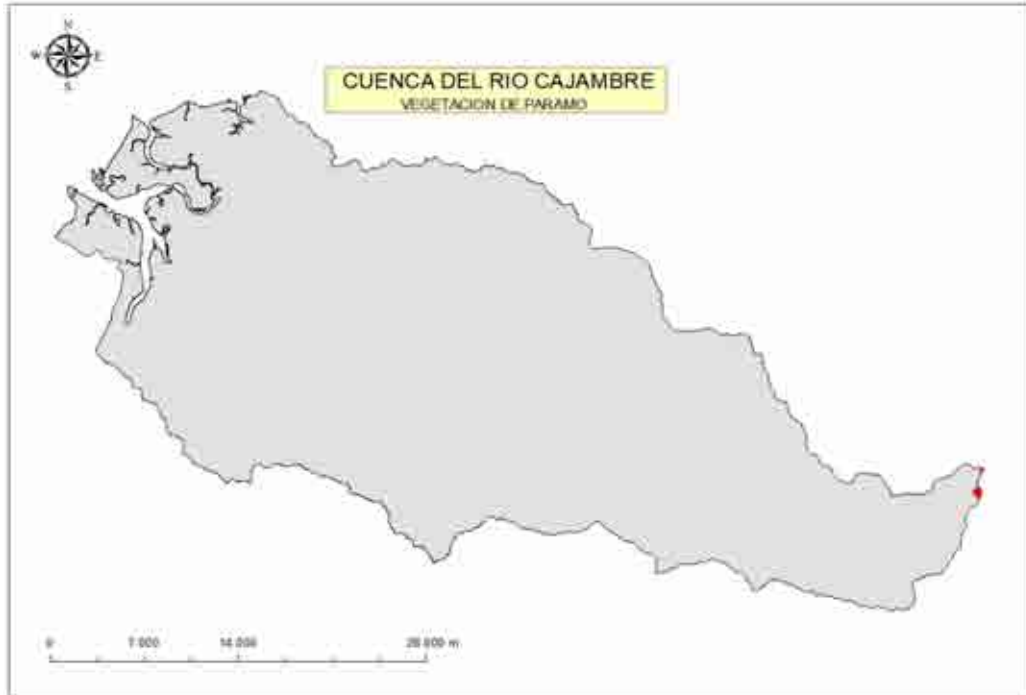 N
W E
S
CUENCA DEL RIO CAJAMBRE
VEGETACION DE PARAMO
0 7 000 14 000 28 000 m